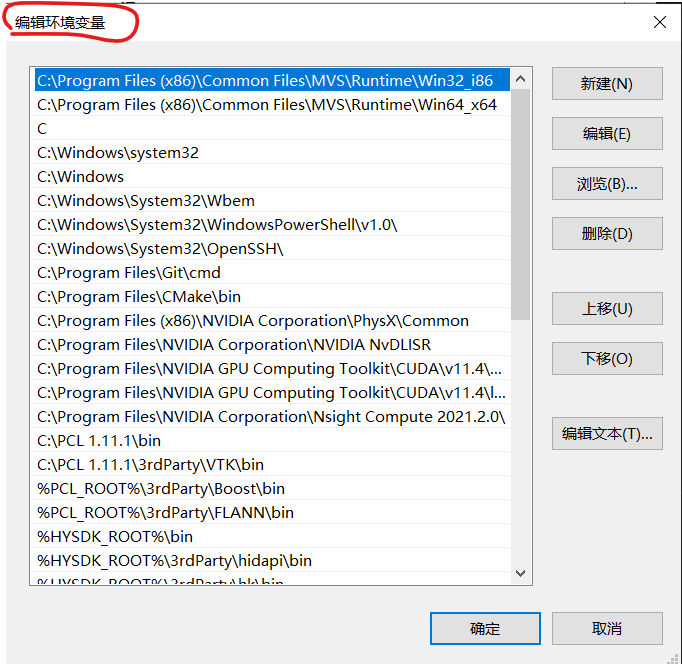 编辑环境变量
C:\Program Files (x86)\Common Files\MVS\Runtime\Win32_i86
新建(N)
C:\Program Files (x86)\Common Files\MVS\Runtime\Win64_x64
C
编辑(E)
C:\Windows\system32
C:\Windows
浏览(B)...
C:\Windows\System32\Wbem
C:\Windows\System32\WindowsPowerShell\v1.0\
删除(D)
C:\Windows\System32\OpenSSH\
C:\Program Files\Git\cmd
C:\Program Files\CMake\bin
上移(U)
C:\Program Files (x86)\NVIDIA Corporation\PhysX\Common
C:\Program Files\NVIDIA Corporation\NVIDIA NvDLISR
下移(O)
C:\Program Files\NVIDIA GPU Computing Toolkit\CUDA\v11.4\...
C:\Program Files\NVIDIA GPU Computing Toolkit\CUDA\v11.4\l...
C:\Program Files\NVIDIA Corporation\Nsight Compute 2021.2.0\
编辑文本(T)...
C:\PCL 1.11.1\bin
C:\PCL 1.11.1\3rdParty\VTK\bin
%PCL_ROOT%\3rdParty\Boost\bin
%PCL_ROOT%\3rdParty\FLANN\bin
%HYSDK_ROOT%\bin
%HYSDK_ROOT%\3rdParty\hidapi\bin
%HYSDK_ROOT%\3rdParty\hk\bin
确定
取消